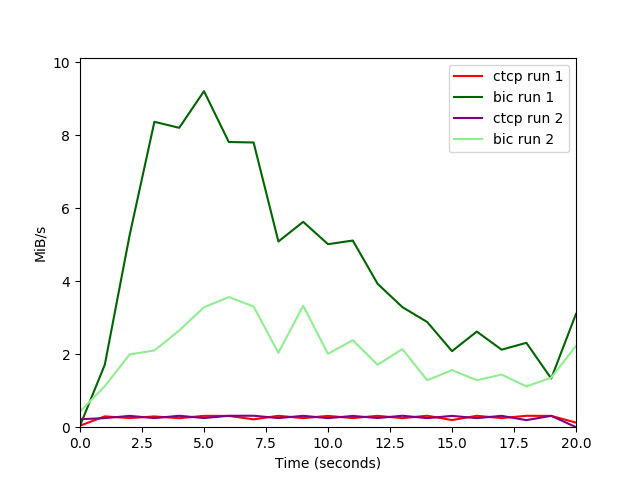 10
8
6
4
2
0
MiB/s
0.0 2.5 5.0 7.5 10.0 12.5 15.0 17.5 20.0
Time (seconds)
ctcp run 1
bic run 1
ctcp run 2
bic run 2